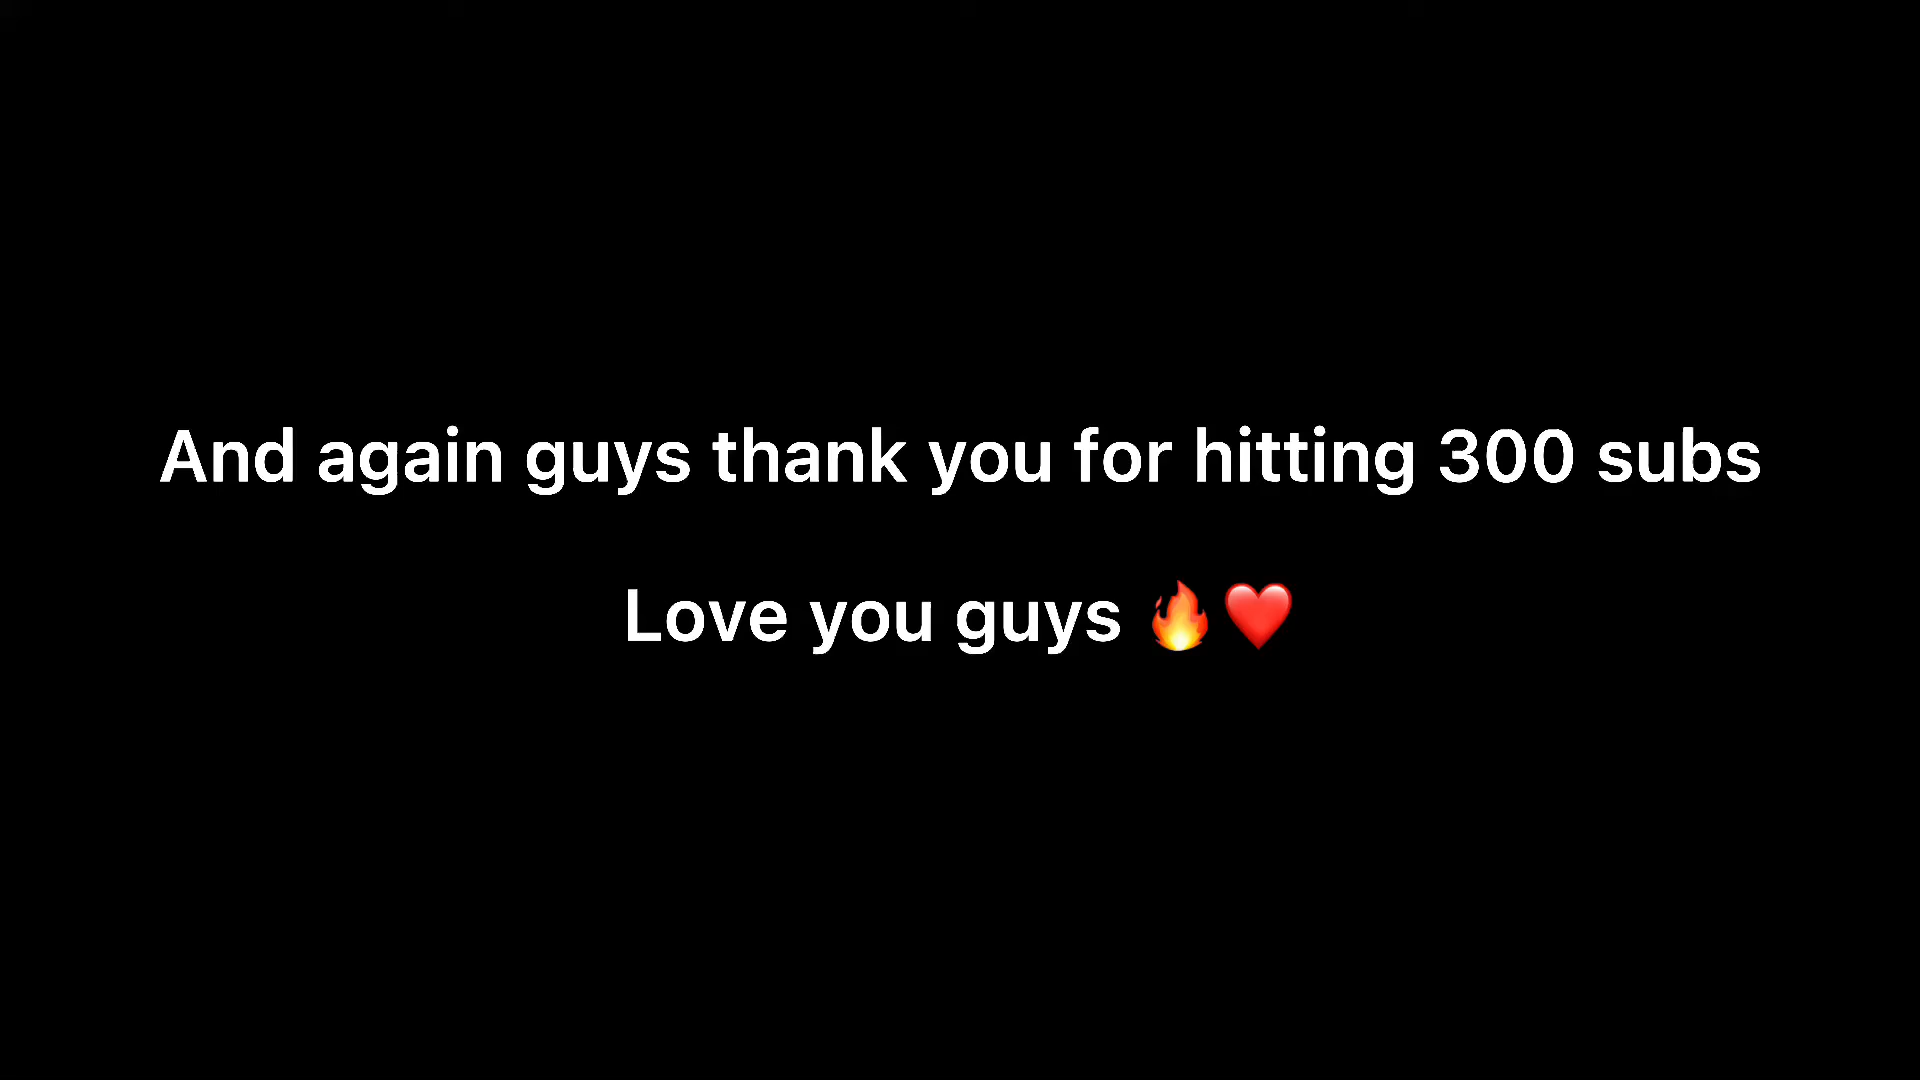 And again guys thank you for hitting 300 subs
Love you guys 🔥❤️